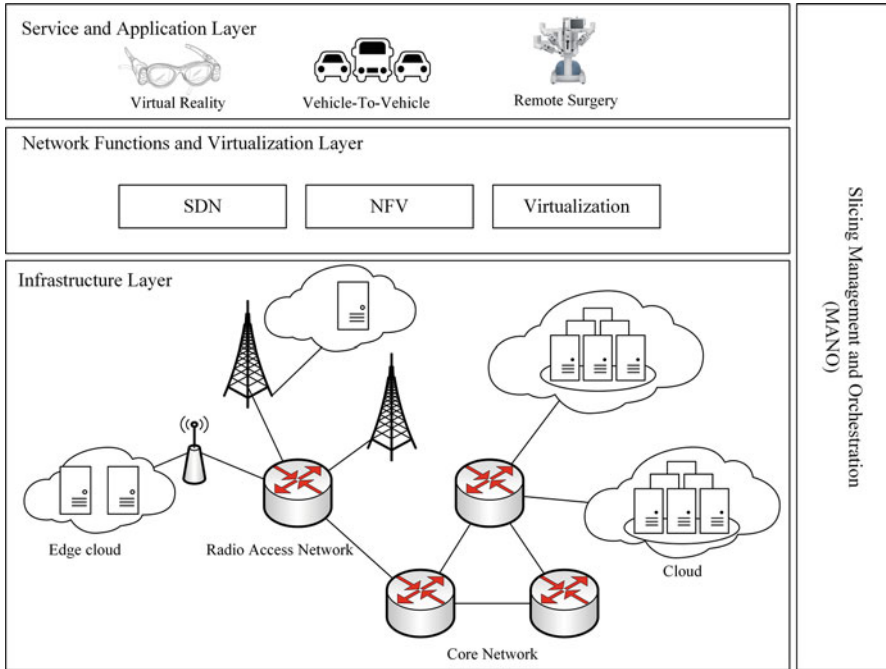 Service and Application Layer
Virtual Reality
Vehicle-To-Vehicle
Remote Surgery
Network Functions and Virtualization Layer
SDN
NFV
Virtualization
Infrastructure Layer
Edge cloud
Radio Access Network
Cloud
Core Network
Slicing Management and Orchestration
(MANO)